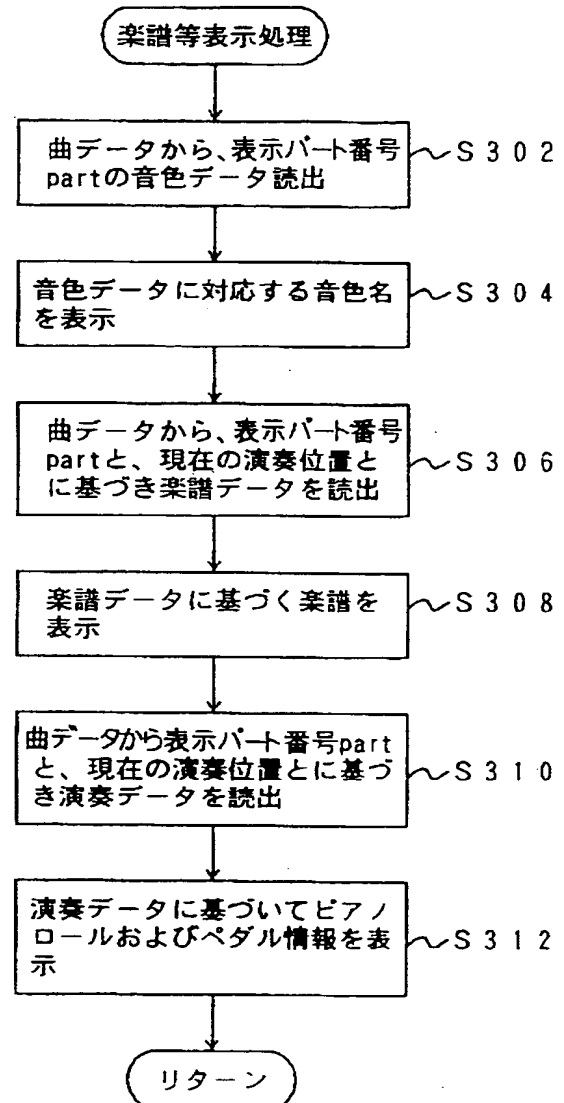 楽譜等表示処理
曲データから、表示パート番号
partの音色データ読出
S302
音色データに対応する音色名
を表示
S304
曲データから、表示パート番号
partと、現在の演奏位置と
に基づき楽譜データを読出
S306
楽譜データに基づく楽譜を
表示
S308
曲データから表示パート番号part
と、現在の演奏位置とに基づ
き演奏データを読出
S310
演奏データに基づいてピアノ
ロールおよびペダル情報を表
示
S312
リターン